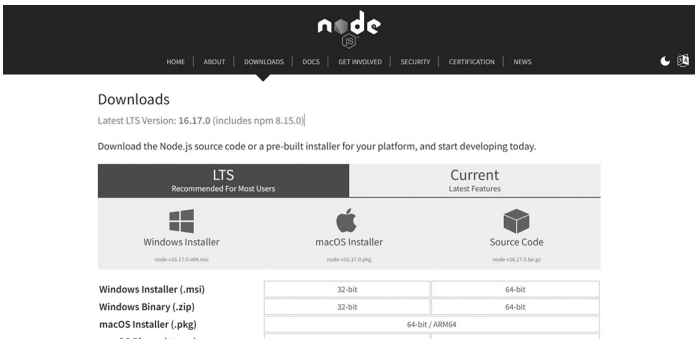 node
JS
HOME | ABOUT | DOWNLOADS | DOCS | GET INVOLVED | SECURITY | CERTIFICATION | NEWS
Downloads
Latest LTS Version: 16.17.0 (includes npm 8.15.0)
Download the Node.js source code or a pre-built installer for your platform, and start developing today.
LTS
Recommended For Most Users
Current
Latest Features
Windows Installer
node-v16.17.0-x64.msi
macOS Installer
node-v16.17.0.pkg
Source Code
node-v16.17.0.tar.gz
Windows Installer (.msi) 32-bit 64-bit
Windows Binary (.zip) 32-bit 64-bit
macOS Installer (.pkg) 64-bit / ARM64